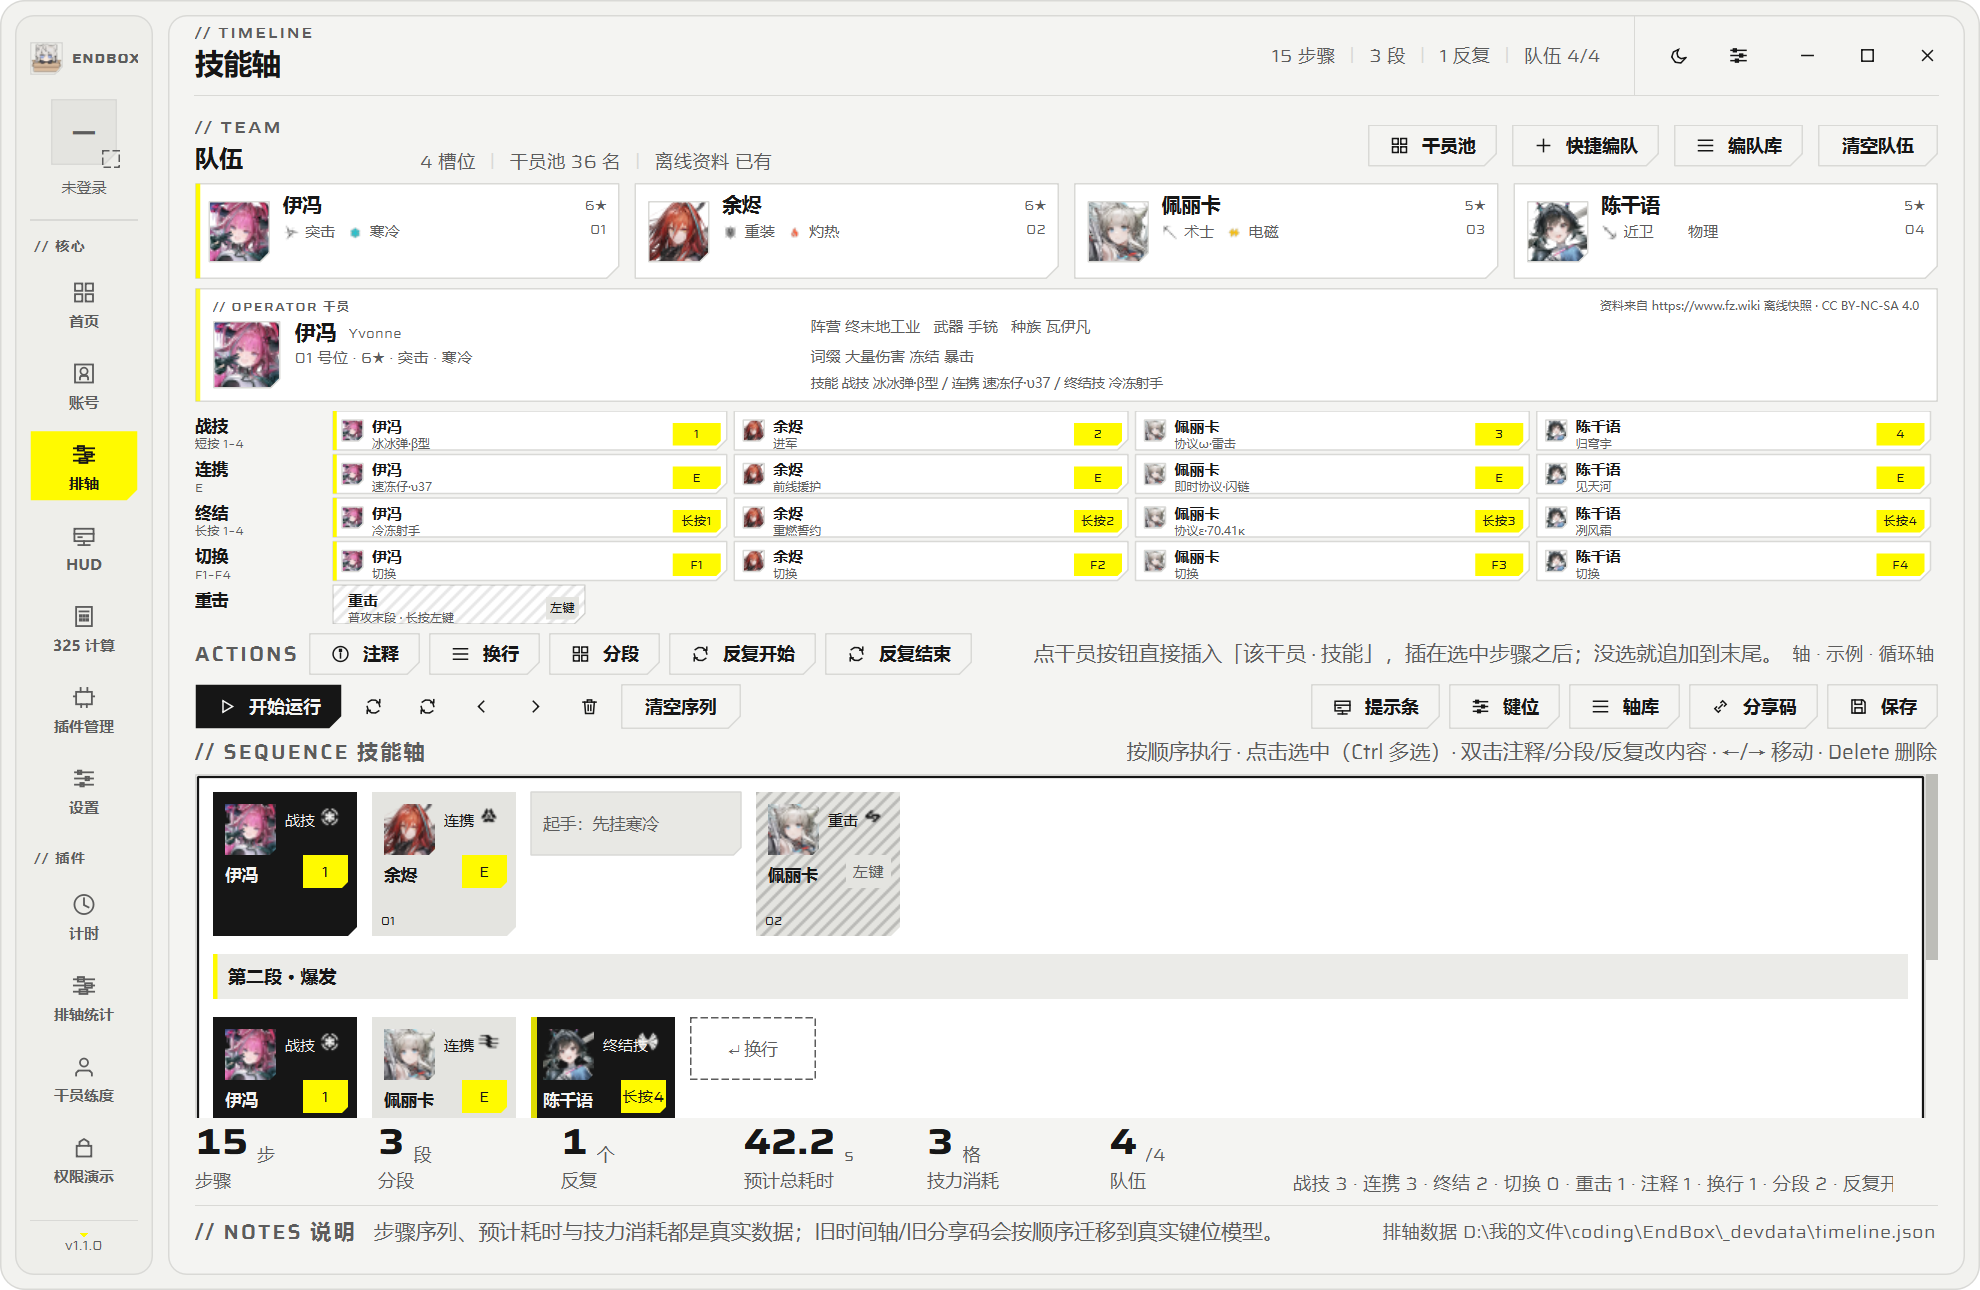 ENDBOX
未登录
// 核心
首页
账号
排轴
HUD
325 计算
插件管理
设置
// 插件
计时
排轴统计
干员练度
权限演示
v1.1.0
// TIMELINE
技能轴
15 步骤 3 段 1 反复 队伍 4/4
// TEAM
队伍
4 槽位 干员池 36 名 离线资料 已有
干员池 快捷编队 编队库 清空队伍
伊冯 6★
突击 寒冷 01
余烬 6★
重装 灼热 02
佩丽卡 5★
术士 电磁 03
陈千语 5★
近卫 物理 04
// OPERATOR 干员
伊冯 Yvonne
01 号位 · 6★ · 突击 · 寒冷
阵营 终末地工业 武器 手铳 种族 瓦伊凡
词缀 大量伤害 冻结 暴击
技能 战技 冰冰弹·β型 / 连携 速冻仔·υ37 / 终结技 冷冻射手
资料来自 https://www.fz.wiki 离线快照 · CC BY-NC-SA 4.0
战技
短按 1-4
伊冯 1
冰冰弹·β型
余烬 2
进军
佩丽卡 3
协议ω·雷击
陈千语 4
归穹宇
连携
E
伊冯 E
速冻仔·υ37
余烬 E
前线援护
佩丽卡 E
即时协议·闪链
陈千语 E
见天河
终结
长按 1-4
伊冯 长按1
冷冻射手
余烬 长按2
重燃誓约
佩丽卡 长按3
协议ε·70.41κ
陈千语 长按4
冽风霜
切换
F1-F4
伊冯 F1
切换
余烬 F2
切换
佩丽卡 F3
切换
陈千语 F4
切换
重击
重击 左键
普攻末段 · 长按左键
ACTIONS 注释 换行 分段 反复开始 反复结束
点干员按钮直接插入「该干员 · 技能」，插在选中步骤之后；没选就追加到末尾。 轴 · 示例 · 循环轴
开始运行 清空序列 提示条 键位 轴库 分享码 保存
// SEQUENCE 技能轴
按顺序执行 · 点击选中（Ctrl 多选）· 双击注释/分段/反复改内容 · ←/→ 移动 · Delete 删除
战技
伊冯 1
连携
余烬 E
01
起手：先挂寒冷
重击
佩丽卡 左键
02
第二段 • 爆发
战技
伊冯 1
连携
佩丽卡 E
终结技
陈千语 长按4
↵ 换行
15 步
步骤
3 段
分段
1 个
反复
42.2 s
预计总耗时
3 格
技力消耗
4 /4
队伍
战技 3 · 连携 3 · 终结 2 · 切换 0 · 重击 1 · 注释 1 · 换行 1 · 分段 2 · 反复开
// NOTES 说明 步骤序列、预计耗时与技力消耗都是真实数据；旧时间轴/旧分享码会按顺序迁移到真实键位模型。
排轴数据 D:\我的文件\coding\EndBox\_devdata\timeline.json